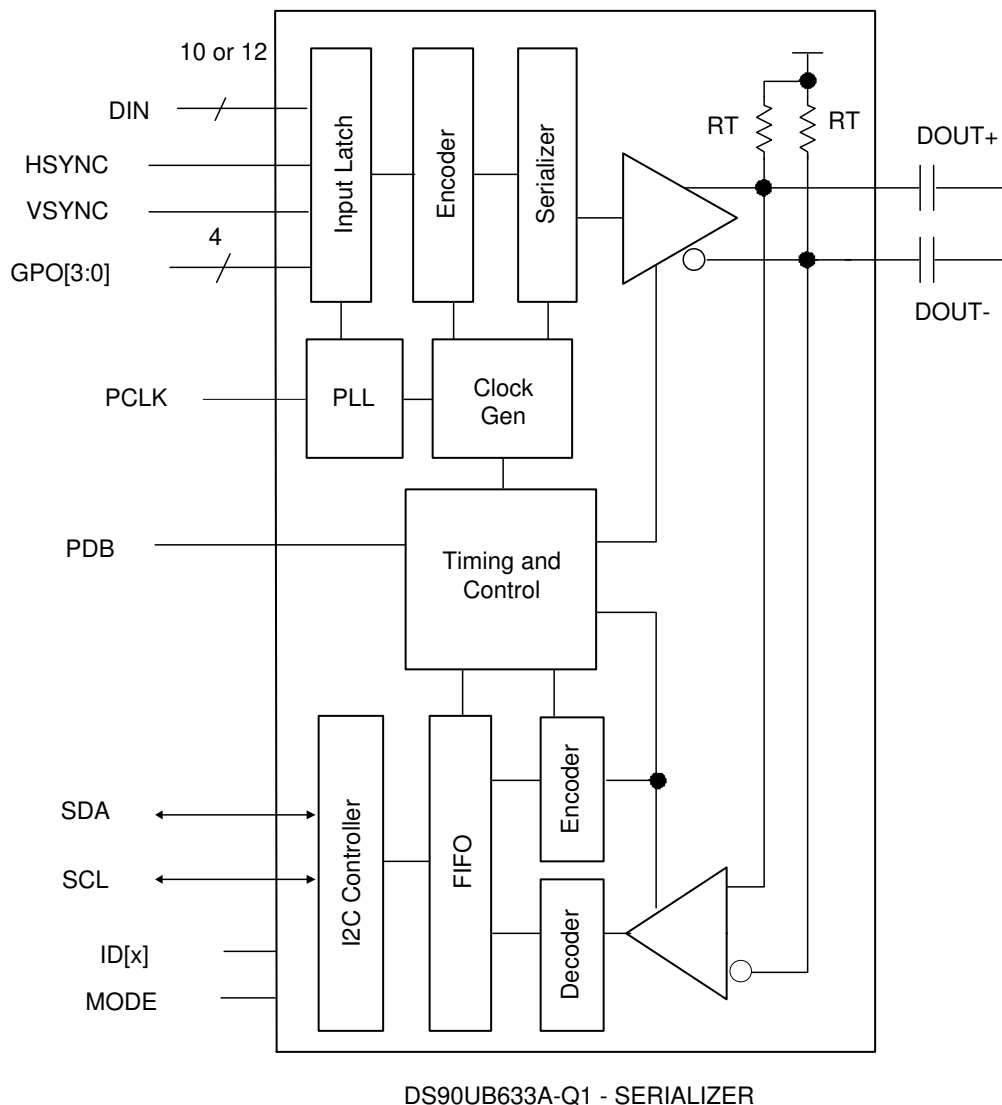 10 or 12
DIN
HSYNC
VSYNC
4
GPO[3:0]
Input Latch
Encoder
Serializer
RT
RT
DOUT+
DOUT-
PCLK
PLL
Clock
Gen
PDB
Timing and
Control
SDA
SCL
ID[x]
MODE
I2C Controller
FIFO
Encoder
Decoder
DS90UB633A-Q1 - SERIALIZER